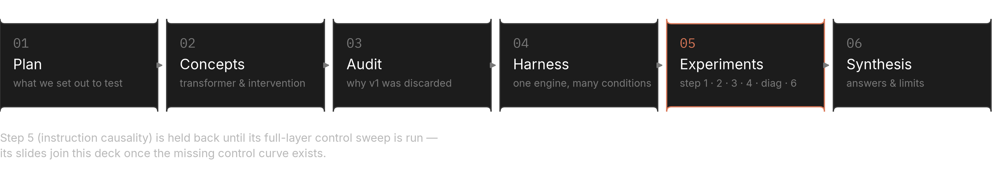 01
Plan
what we set out to test
02
Concepts
transformer & intervention
03
Audit
why v1 was discarded
04
Harness
one engine, many conditions
05
Experiments
step 1 · 2 · 3 · 4 · diag · 6
06
Synthesis
answers & limits
Step 5 (instruction causality) is held back until its full-layer control sweep is run —
its slides join this deck once the missing control curve exists.